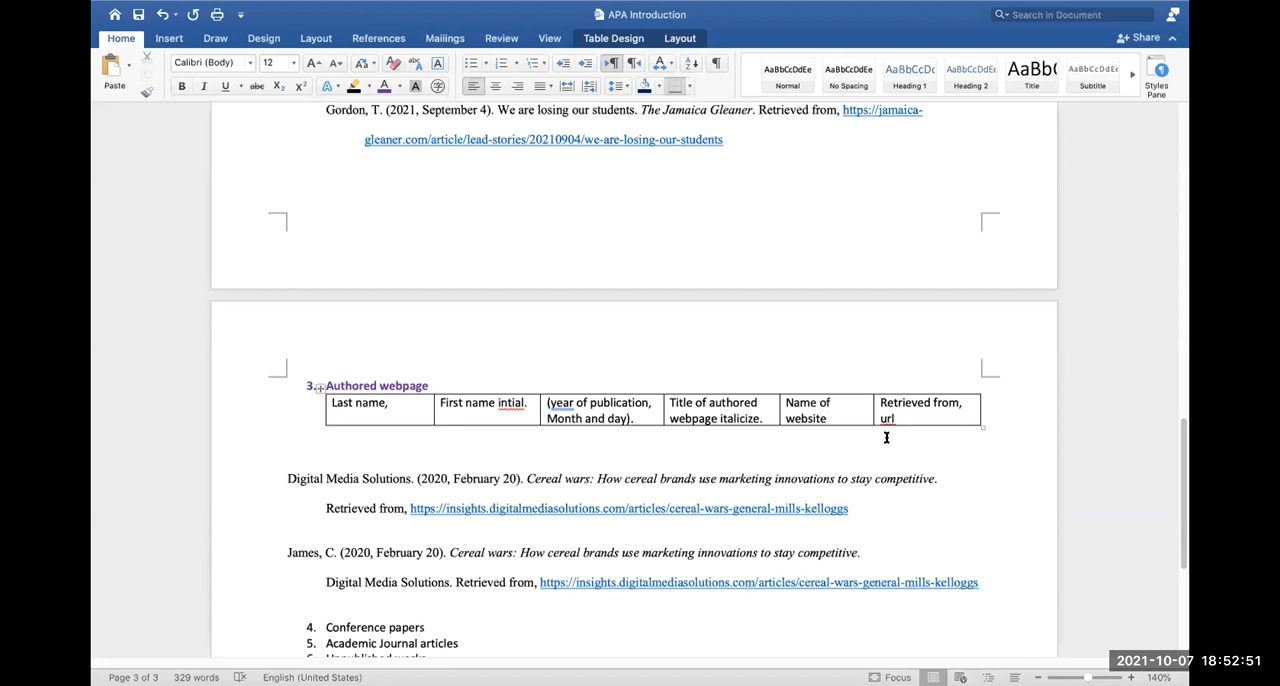 APA Introduction
Search in Document
Home Insert Draw Design Layout References Mailings Review View Table Design Layout
Share
Paste
Calibri (Body) 12
AaBbCcDdEe AaBbCcDdEe AaBbCcDc AaBbCcDdEe AaBb( AaBbCcDdEe
Normal No Spacing Heading 1 Heading 2 Title Subtitle
Styles
Pane
Gordon, T. (2021, September 4). We are losing our students. The Jamaica Gleaner. Retrieved from, https://jamaica-
gleaner.com/article/lead-stories/20210904/we-are-losing-our-students
3. Authored webpage
Last name, First name intial. (year of publication, Title of authored Name of Retrieved from,
Month and day). webpage italicize. website url
Digital Media Solutions. (2020, February 20). Cereal wars: How cereal brands use marketing innovations to stay competitive.
Retrieved from, https://insights.digitalmediasolutions.com/articles/cereal-wars-general-mills-kelloggs
James, C. (2020, February 20). Cereal wars: How cereal brands use marketing innovations to stay competitive.
Digital Media Solutions. Retrieved from, https://insights.digitalmediasolutions.com/articles/cereal-wars-general-mills-kelloggs
4. Conference papers
5. Academic Journal articles
2021-10-07 18:52:51
Page 3 of 3 329 words English (United States) Focus 140%